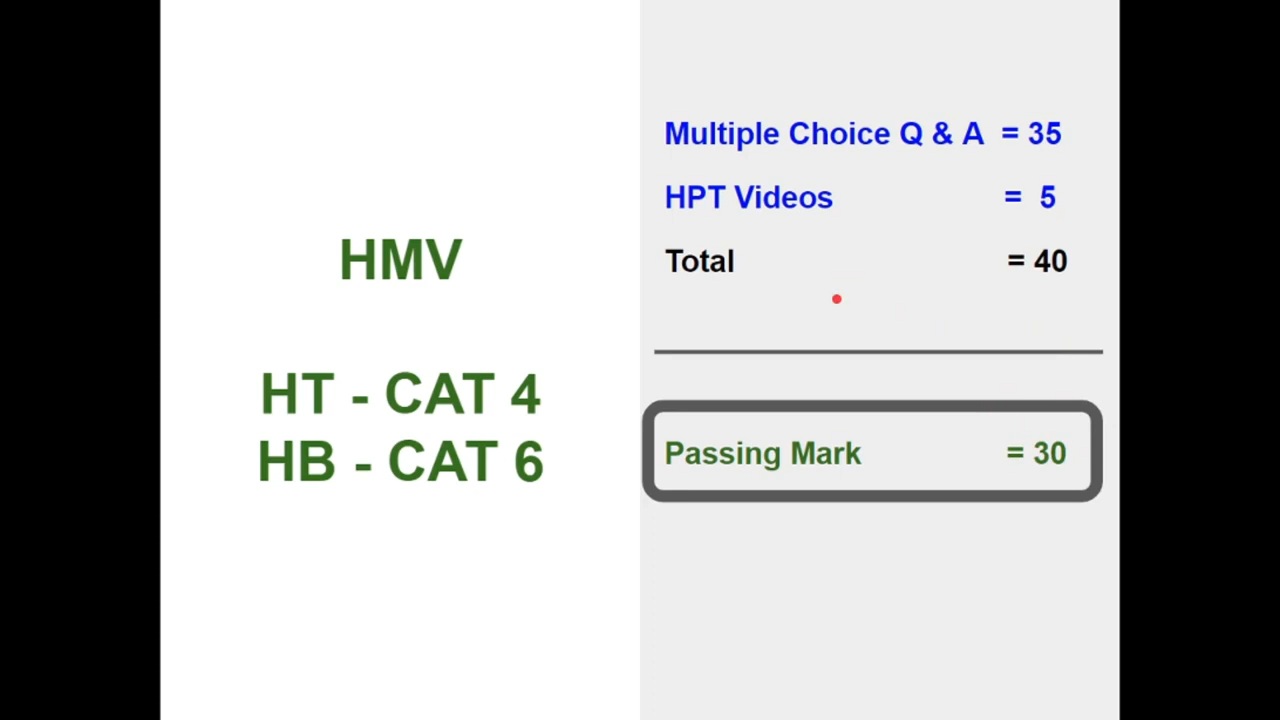 HMV
HT - CAT 4
HB - CAT 6
Multiple Choice Q & A = 35
HPT Videos = 5
Total = 40
Passing Mark = 30